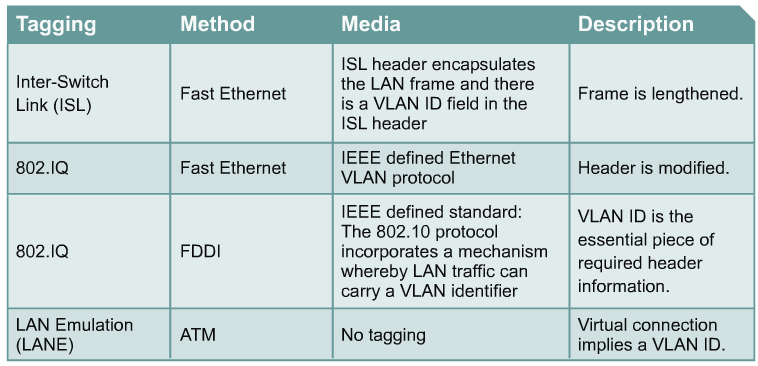 Tagging Method Media Description
Inter-Switch
Link (ISL)
Fast Ethernet
ISL header encapsulates
the LAN frame and there
is a VLAN ID field in the
ISL header
Frame is lengthened.
802.IQ
Fast Ethernet
IEEE defined Ethernet
VLAN protocol
Header is modified.
802.IQ
FDDI
IEEE defined standard:
The 802.10 protocol
incorporates a mechanism
whereby LAN traffic can
carry a VLAN identifier
VLAN ID is the
essential piece of
required header
information.
LAN Emulation
(LANE)
ATM
No tagging
Virtual connection
implies a VLAN ID.